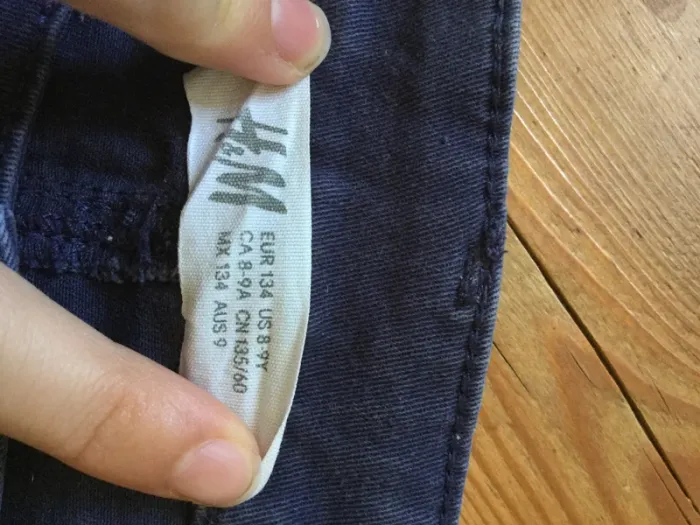 H&M
EUR 134 US 8-9Y
CA 8-9A CN 135/60
MX 134 AUS 9